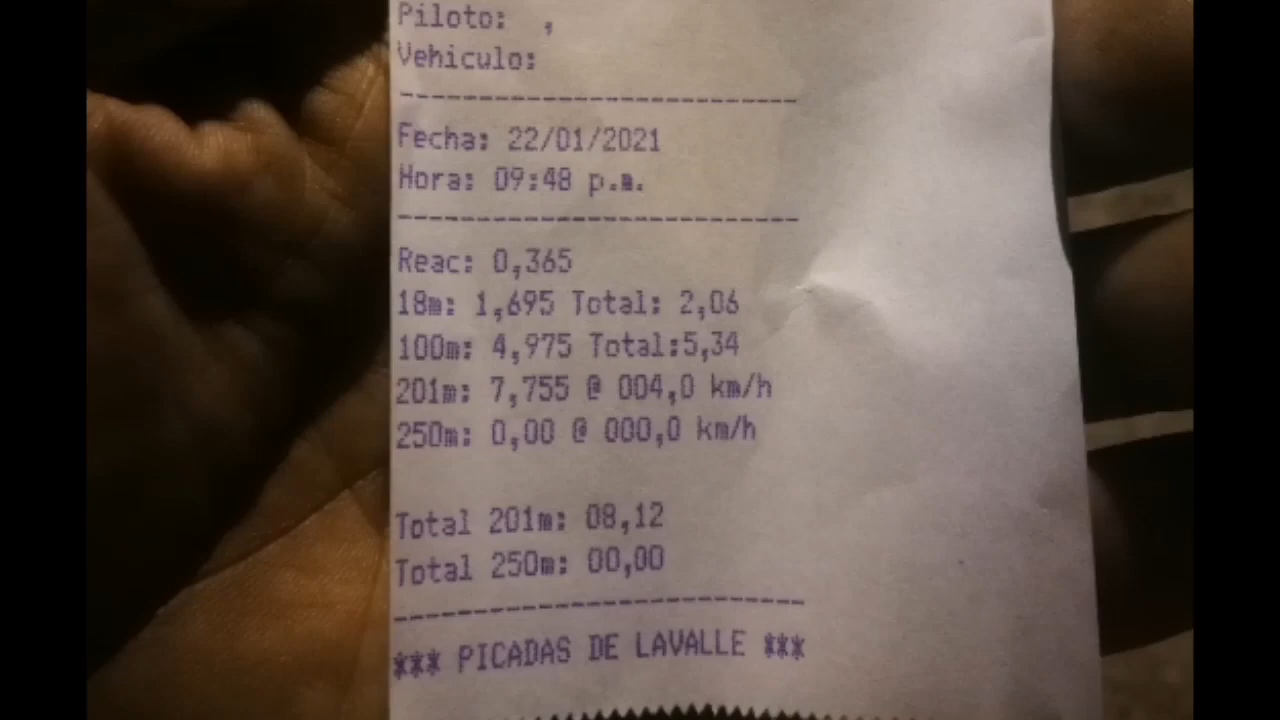 Piloto: ,
Vehiculo:
--------------------------
Fecha: 22/01/2021
Hora: 09:48 p.m.
--------------------------
Reac: 0,365
18m: 1,695 Total: 2,06
100m: 4,975 Total:5,34
201m: 7,755 @ 004,0 km/h
250m: 0,00 @ 000,0 km/h
Total 201m: 08,12
Total 250m: 00,00
--------------------------
*** PICADAS DE LAVALLE ***